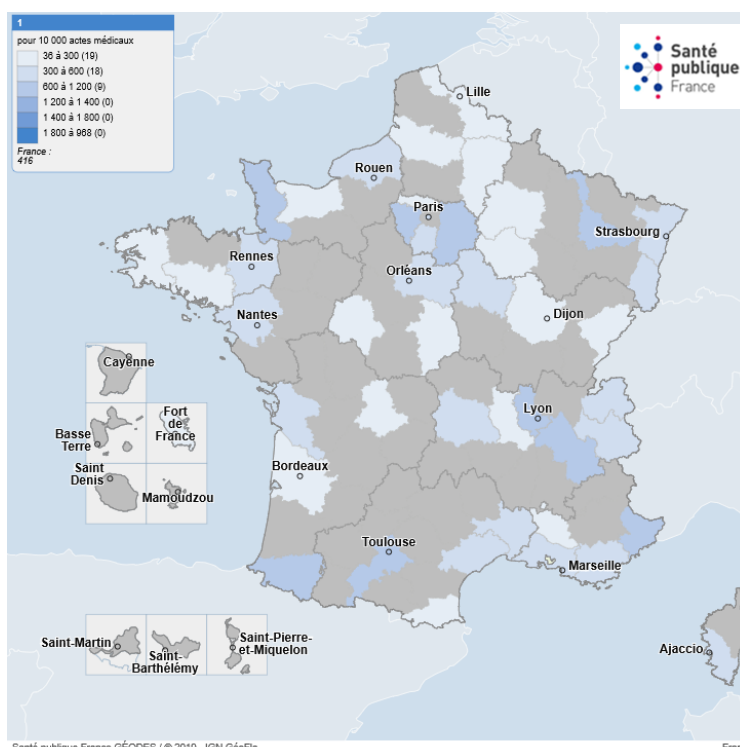 1
pour 10 000 actes médicaux
36 à 300 (19)
300 à 600 (18)
600 à 1 200 (9)
1 200 à 1 400 (0)
1 400 à 1 800 (0)
1 800 à 968 (0)
France :
416
Santé
publique
France
Lille
Rouen
Paris
Strasbourg
Rennes
Orléans
Nantes
Dijon
Cayenne
Fort
de
France
Basse
Terre
Lyon
Saint
Denis
Mamoudzou
Bordeaux
Toulouse
Marseille
Saint-Martin
Saint-
Barthélémy
Saint-Pierre-
et-Miquelon
Ajaccio